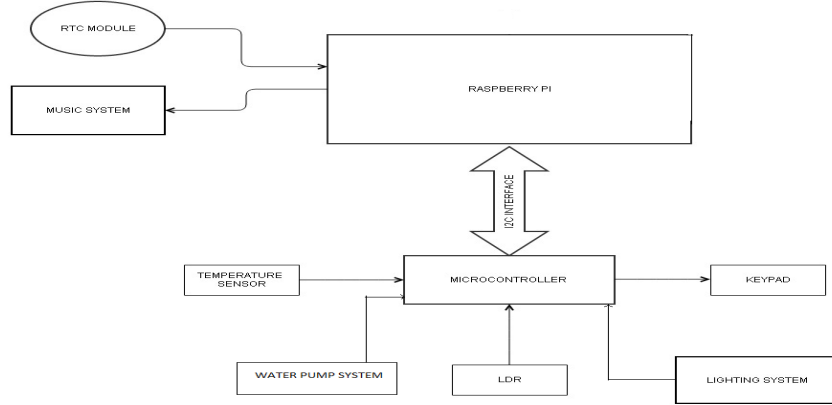 RTC MODULE
RASPBERRY PI
MUSIC SYSTEM
I2C INTERFACE
TEMPERATURE
SENSOR
MICROCONTROLLER
KEYPAD
WATER PUMP SYSTEM
LDR
LIGHTING SYSTEM